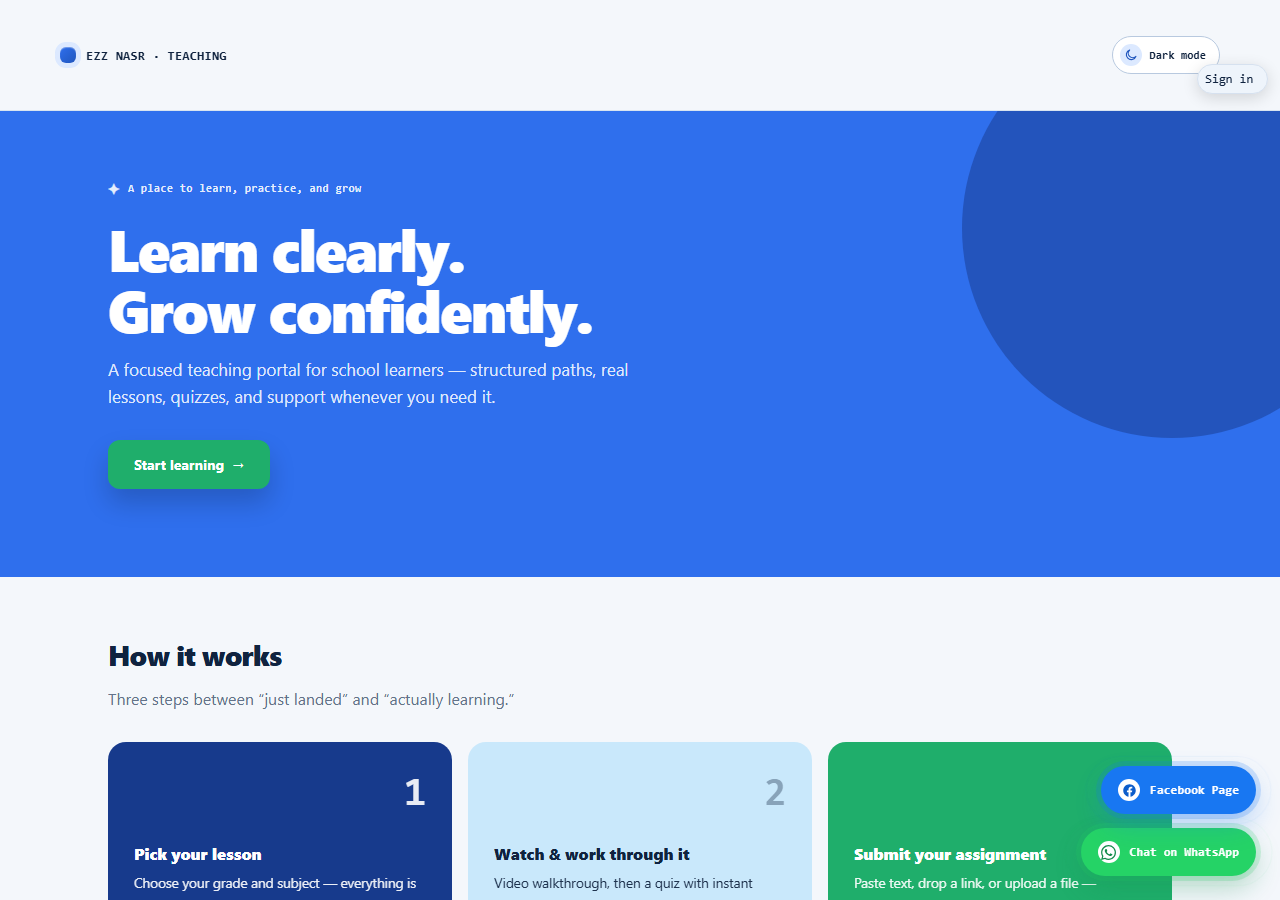 EZZ NASR · TEACHING
Dark mode
Sign in
A place to learn, practice, and grow
Learn clearly.
Grow confidently.
A focused teaching portal for school learners — structured paths, real
lessons, quizzes, and support whenever you need it.
Start learning →
How it works
Three steps between “just landed” and “actually learning.”
1
Pick your lesson
Choose your grade and subject — everything is
2
Watch & work through it
Video walkthrough, then a quiz with instant
Submit your assignment
Paste text, drop a link, or upload a file —
Facebook Page
Chat on WhatsApp